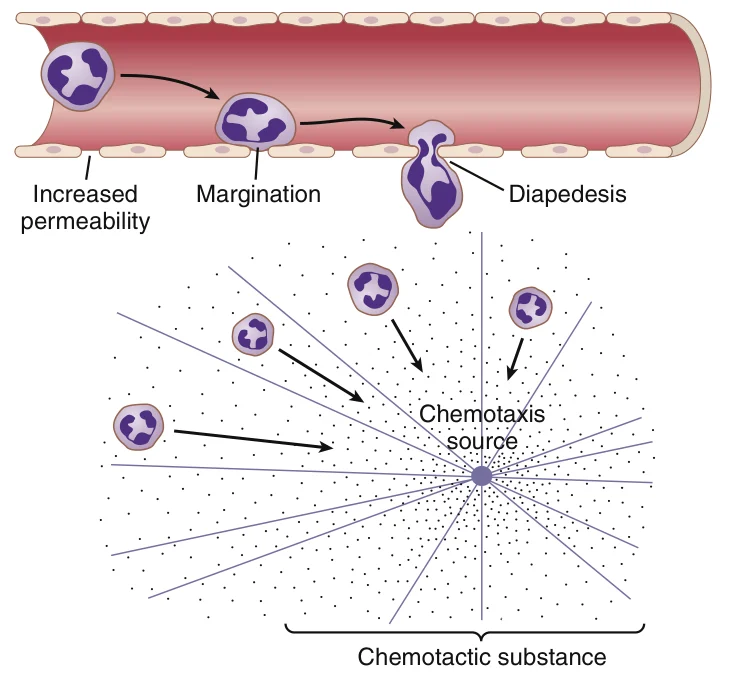 Increased
permeability
Margination
Diapedesis
Chemotaxis
source
Chemotactic substance